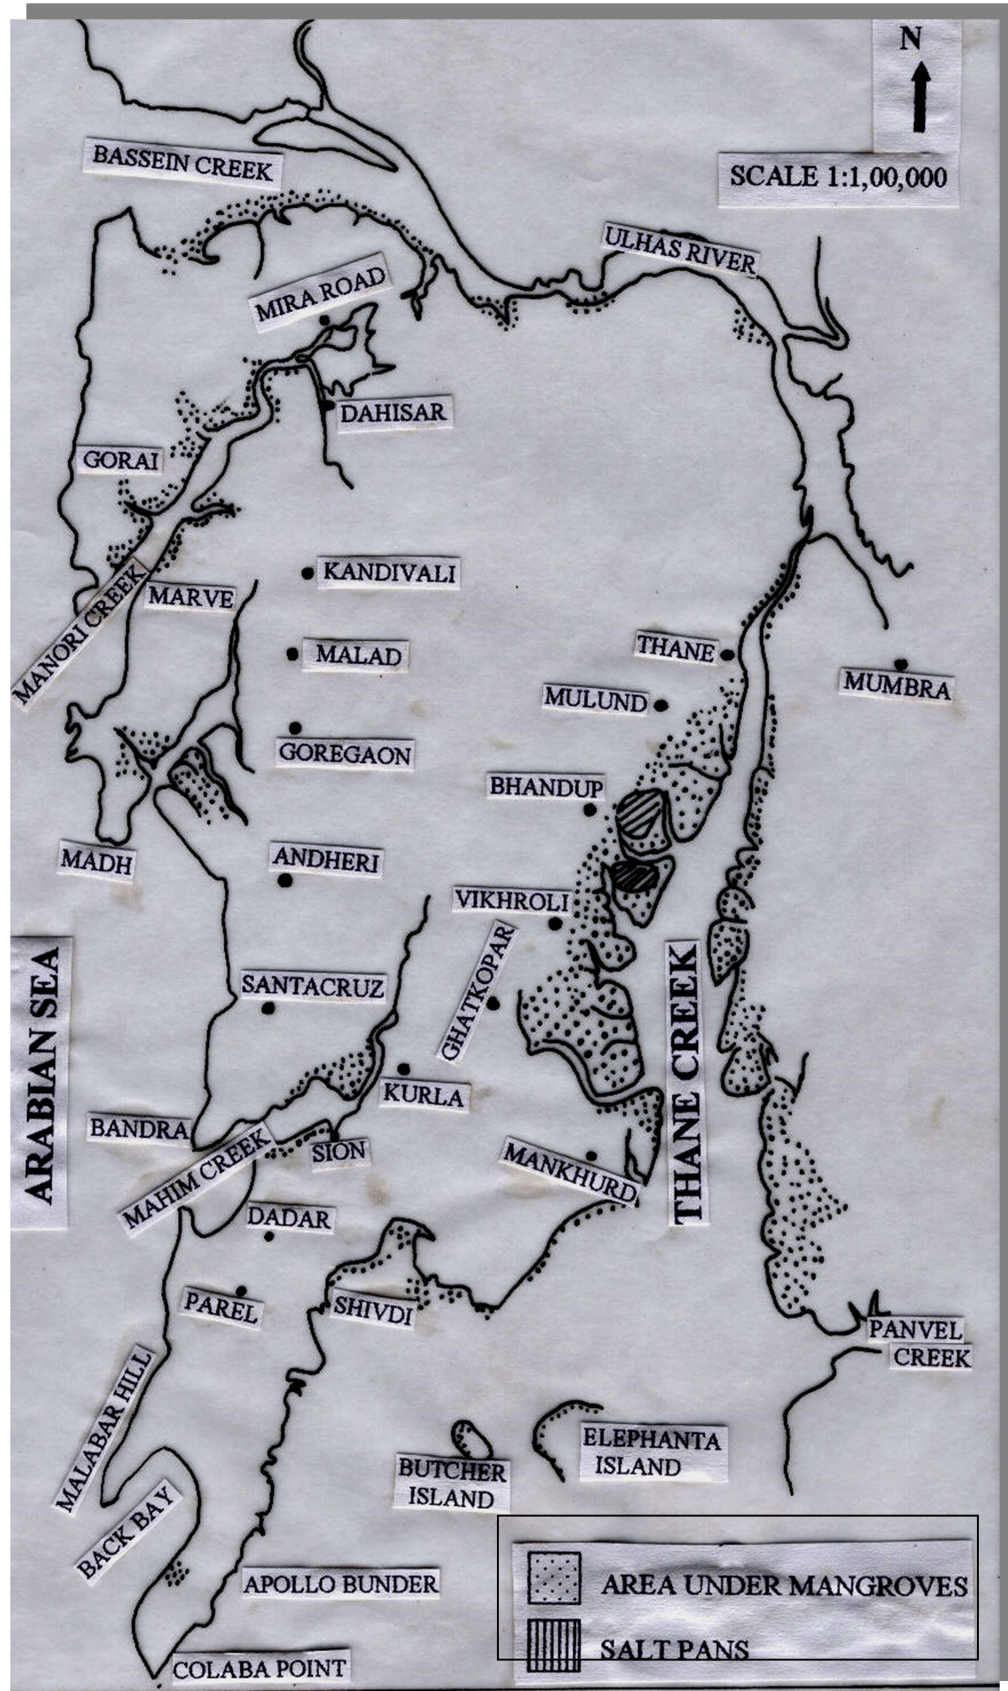 N
SCALE 1:1,00,000
BASSEIN CREEK
ULHAS RIVER
MIRA ROAD
DAHISAR
GORAI
KANDIVALI
MANORI CREEK
MARVE
THANE
MALAD
MUMBRA
MULUND
GOREGAON
BHANDUP
MADH
ANDHERI
VIKHROLI
GHATKOPAR
ARABIAN SEA
SANTACRUZ
THANE CREEK
KURLA
BANDRA
SION
MAHIM CREEK
MANKHURD
DADAR
PAREL
SHIVDI
PANVEL
CREEK
MALABAR HILL
ELEPHANTA
ISLAND
BUTCHER
ISLAND
BACK BAY
APOLLO BUNDER
AREA UNDER MANGROVES
SALT PANS
COLABA POINT